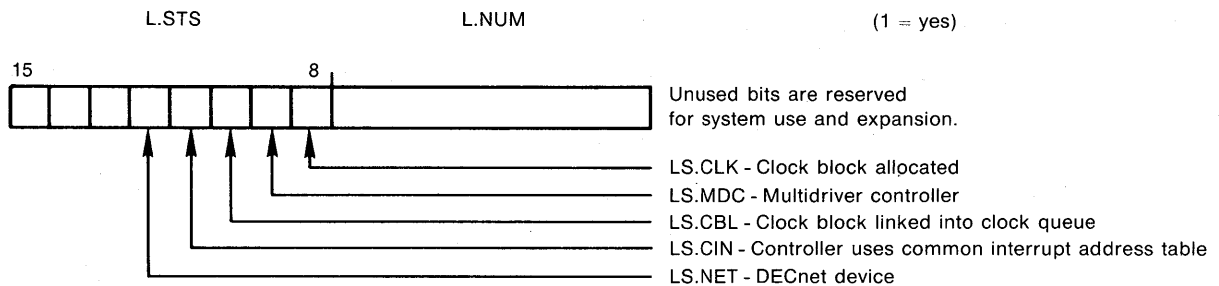 L.STS L.NUM (1 = yes)
15 8
Unused bits are reserved
for system use and expansion.
LS.CLK - Clock block allocated
LS.MDC - Multidriver controller
LS.CBL - Clock block linked into clock queue
LS.CIN - Controller uses common interrupt address table
LS.NET - DECnet device